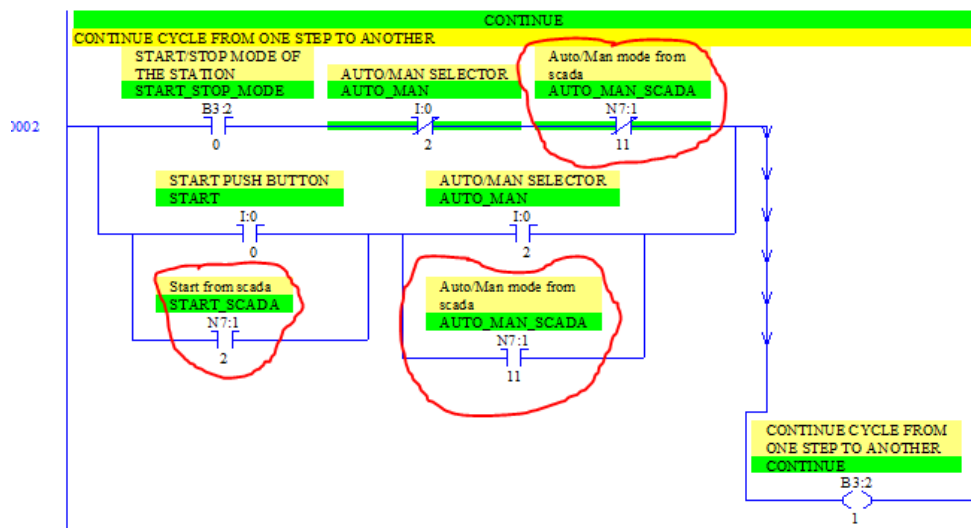 CONTINUE
CONTINUE CYCLE FROM ONE STEP TO ANOTHER
START/STOP MODE OF
THE STATION
START_STOP_MODE
B3:2
0
AUTO/MAN SELECTOR
AUTO_MAN
I:0
2
Auto/Man mode from
scada
AUTO_MAN_SCADA
N7:1
11
0002
START PUSH BUTTON
START
I:0
0
AUTO/MAN SELECTOR
AUTO_MAN
I:0
2
Start from scada
START_SCADA
N7:1
2
Auto/Man mode from
scada
AUTO_MAN_SCADA
N7:1
11
CONTINUE CYCLE FROM
ONE STEP TO ANOTHER
CONTINUE
B3:2
1